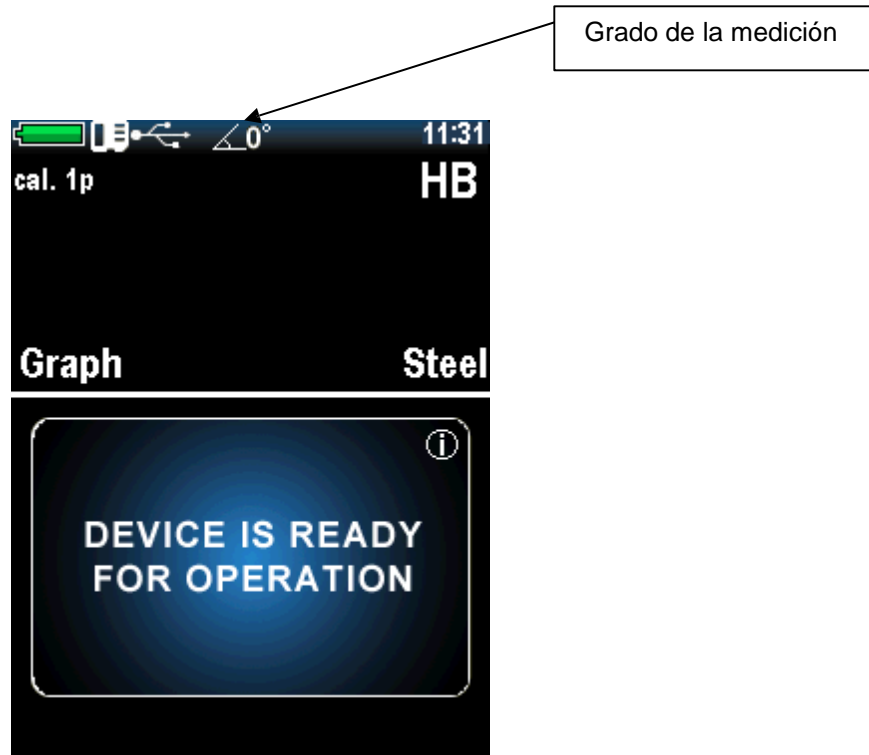 Grado de la medición
0° 11:31
cal. 1p HB
Graph Steel
DEVICE IS READY
FOR OPERATION